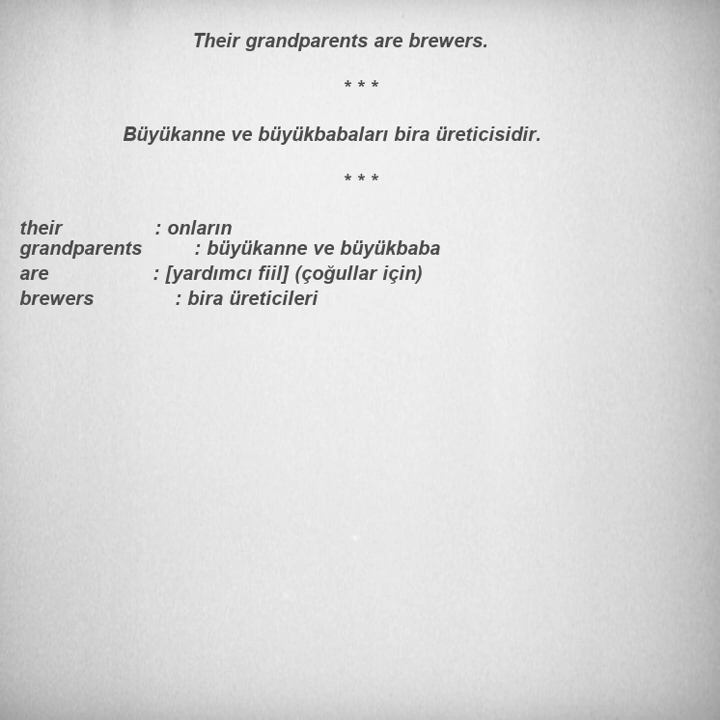 Their grandparents are brewers.
* * *
Büyükanne ve büyükbabaları bira üreticisidir.
* * *
their : onların
grandparents : büyükanne ve büyükbaba
are : [yardımcı fiil] (çoğullar için)
brewers : bira üreticileri